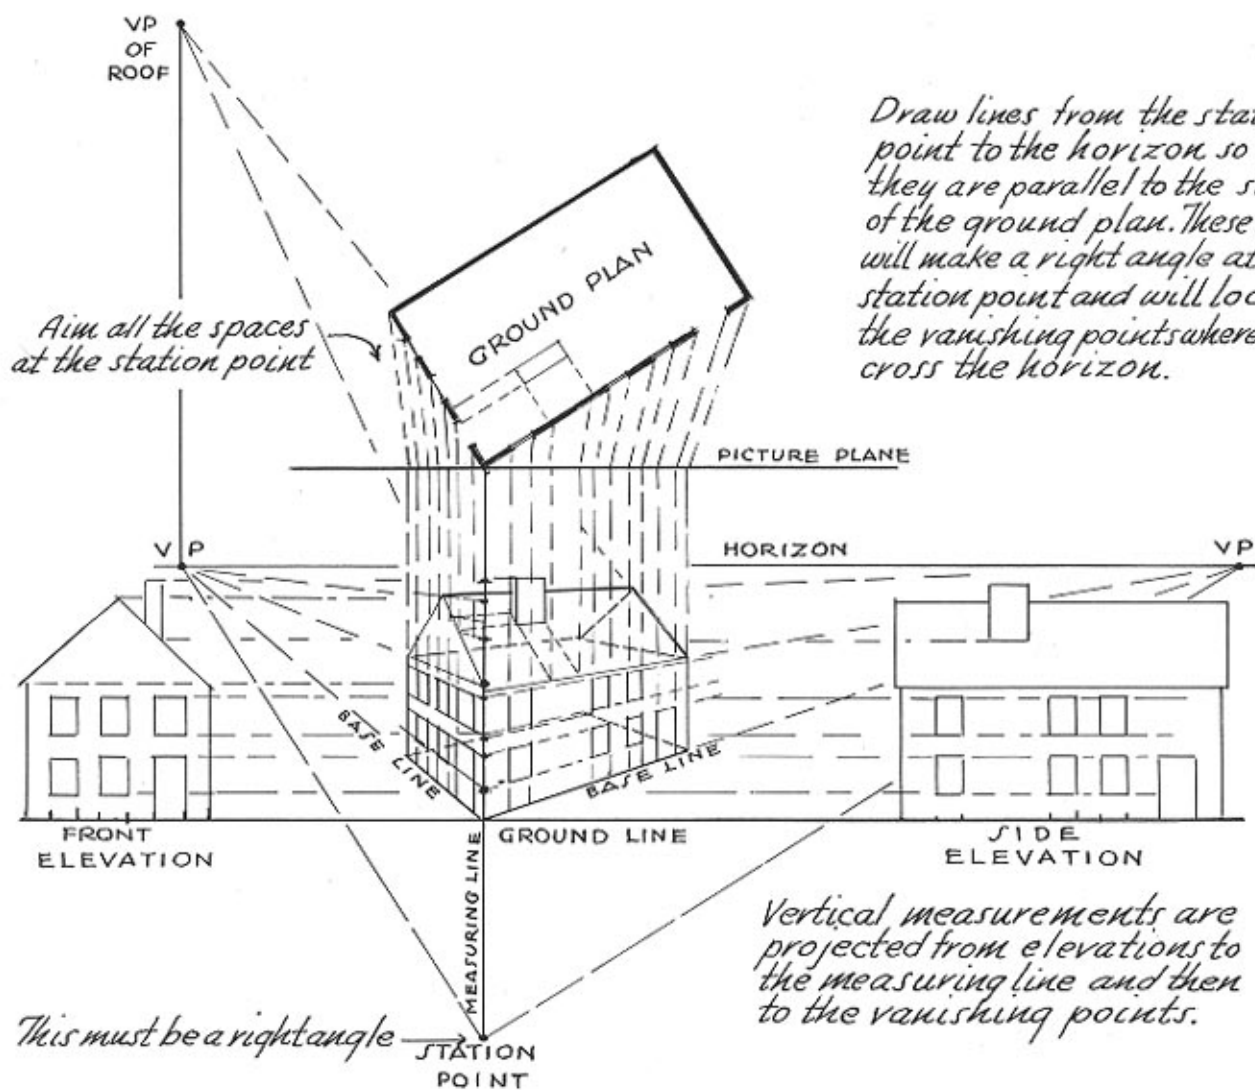 VP
OF
ROOF
Draw lines from the
point to the horizon so
they are parallel to the
of the ground plan. These
will make a right angle
station point and will
the vanishing points where
cross the horizon.
GROUND PLAN
Aim all the spaces
at the station point
PICTURE PLANE
VP
HORIZON
VP
BASE LINE
BASE LINE
FRONT
ELEVATION
GROUND LINE
SIDE
ELEVATION
MEASURING LINE
Vertical measurements are
projected from elevations to
the measuring line and then
to the vanishing points.
This must be a right angle
STATION
POINT